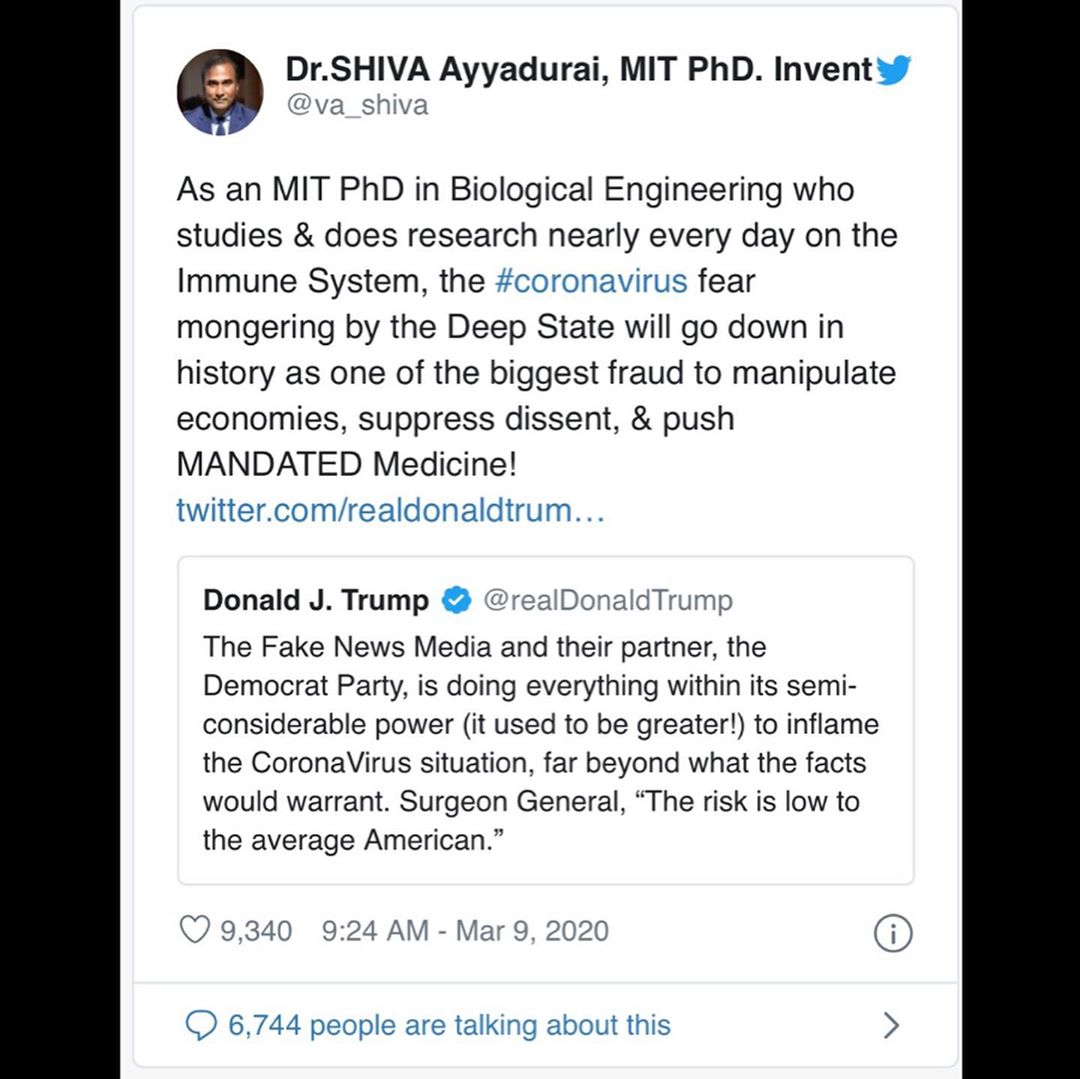 Dr.SHIVA Ayyadurai, MIT PhD. Invent
@va_shiva
As an MIT PhD in Biological Engineering who
studies & does research nearly every day on the
Immune System, the #coronavirus fear
mongering by the Deep State will go down in
history as one of the biggest fraud to manipulate
economies, suppress dissent, & push
MANDATED Medicine!
twitter.com/realdonaldtrum…
Donald J. Trump @realDonaldTrump
The Fake News Media and their partner, the
Democrat Party, is doing everything within its semi-
considerable power (it used to be greater!) to inflame
the CoronaVirus situation, far beyond what the facts
would warrant. Surgeon General, “The risk is low to
the average American.”
9,340 9:24 AM - Mar 9, 2020
6,744 people are talking about this